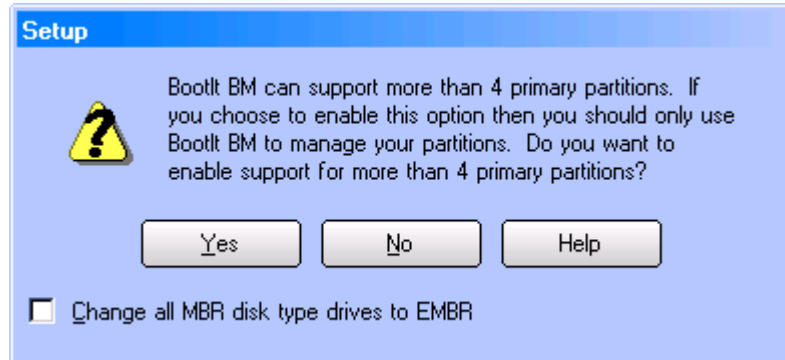 Setup
BootIt BM can support more than 4 primary partitions. If
you choose to enable this option then you should only use
BootIt BM to manage your partitions. Do you want to
enable support for more than 4 primary partitions?
Yes
No
Help
Change all MBR disk type drives to EMBR